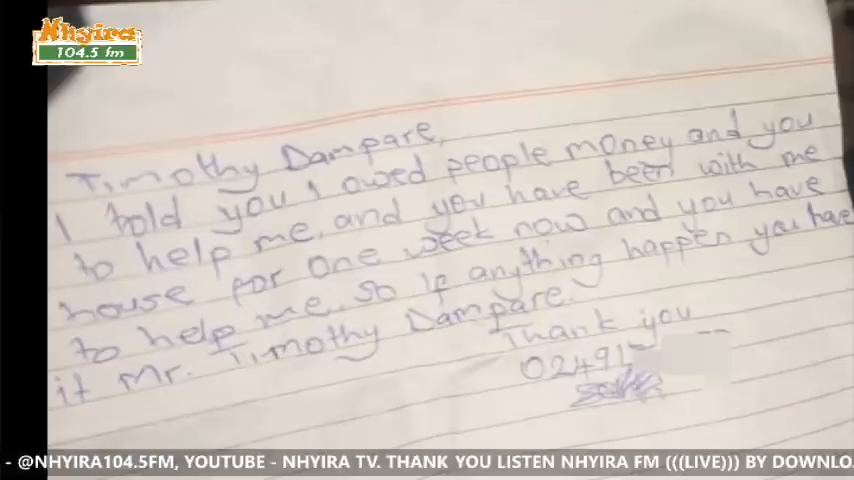 Nhyira
104.5 fm
Timothy Dampare,
I told you I owed people money and you
to help me. and you have been with me
house for one week now and you have
to help me. so if anything happen you have
it Mr. Timothy Dampare.
Thank you
02491
- @NHYIRA104.5FM, YOUTUBE - NHYIRA TV. THANK YOU LISTEN NHYIRA FM (((LIVE))) BY DOWNLO